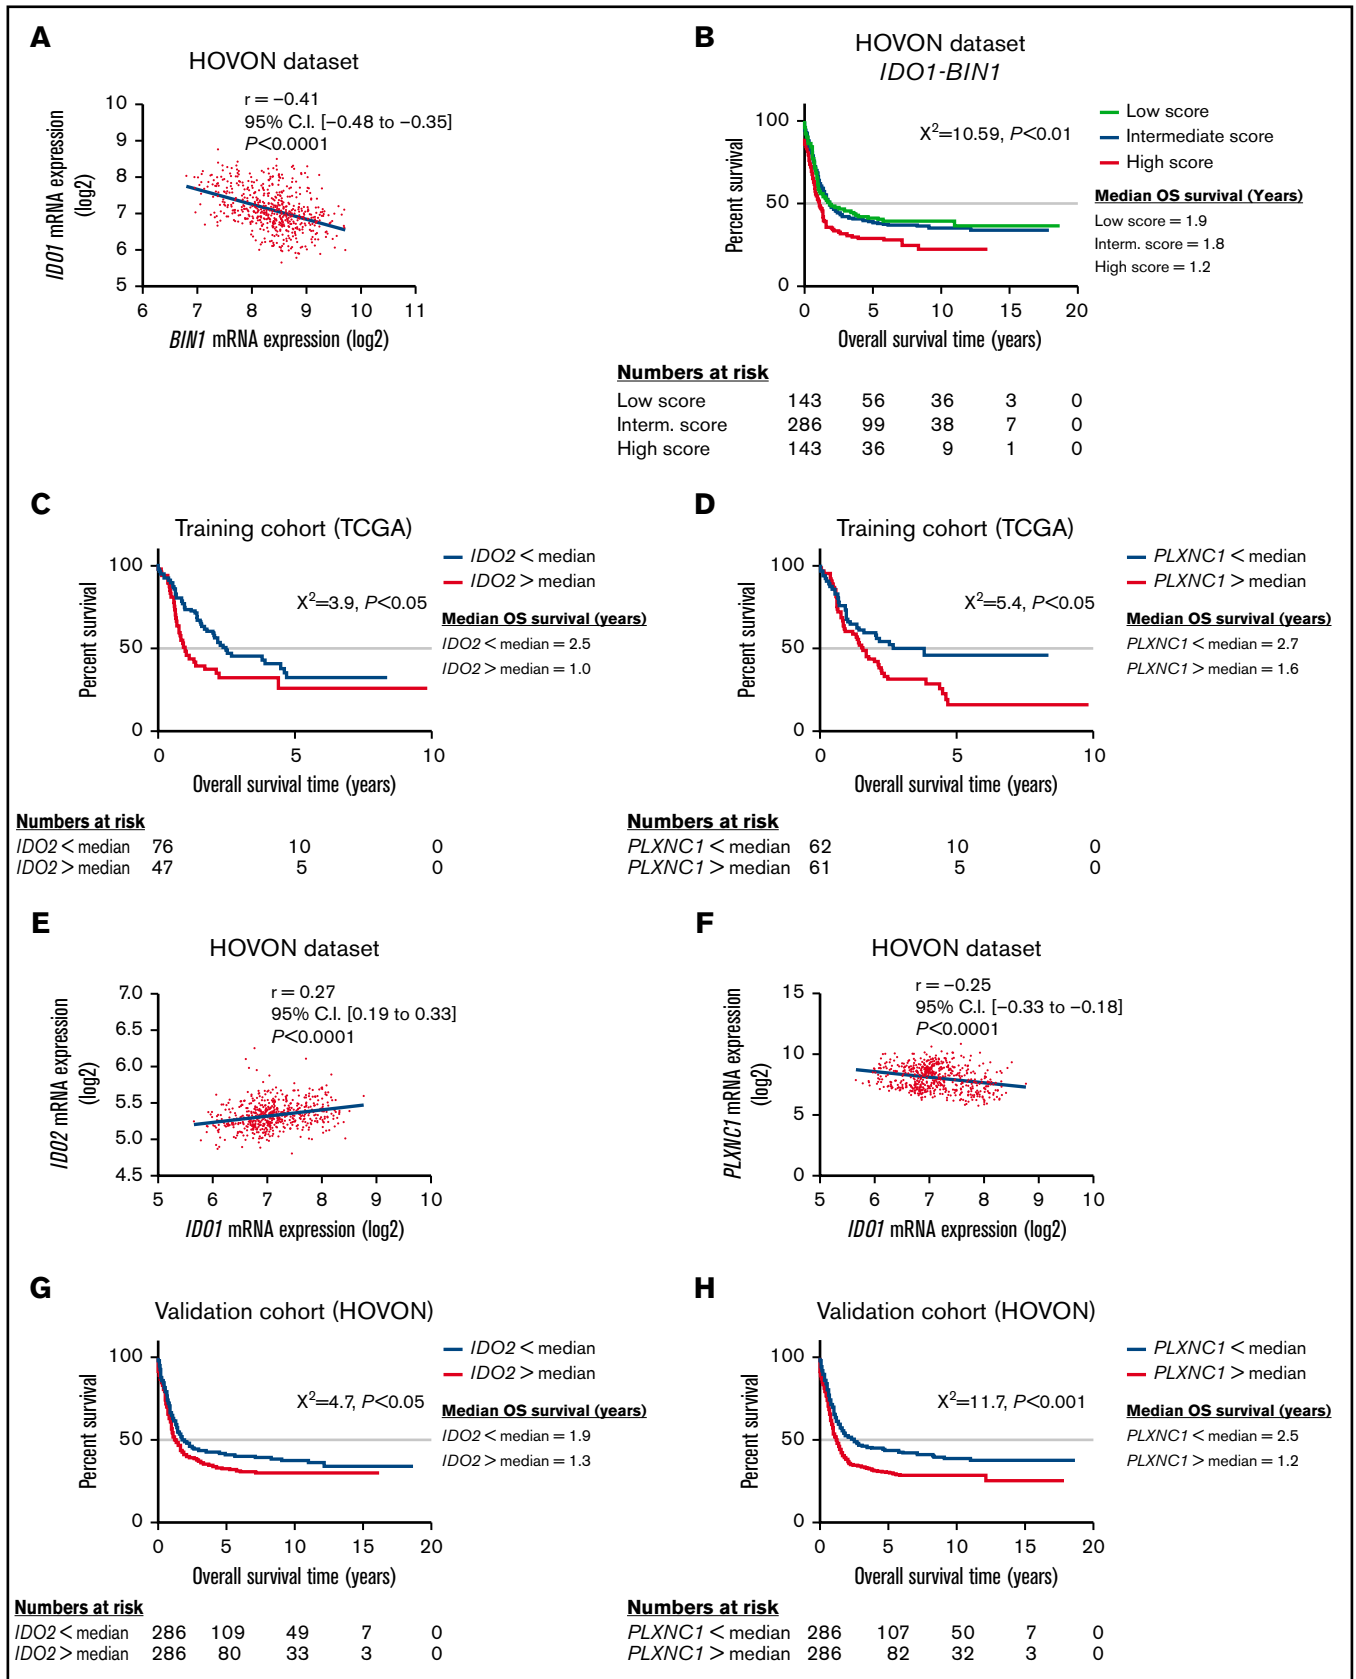 A
HOVON dataset
r = −0.41
95% C.I. [−0.48 to −0.35]
P<0.0001
IDO1 mRNA expression
(log2)
10
9
8
7
6
5
6 7 8 9 10 11
BIN1 mRNA expression (log2)
B
HOVON dataset
IDO1-BIN1
X²=10.59, P<0.01
Percent survival
100
50
0
0 5 10 15 20
Overall survival time (years)
Low score
Intermediate score
High score
Median OS survival (Years)
Low score = 1.9
Interm. score = 1.8
High score = 1.2
Numbers at risk
Low score 143 56 36 3 0
Interm. score 286 99 38 7 0
High score 143 36 9 1 0
C
Training cohort (TCGA)
X²=3.9, P<0.05
Percent survival
100
50
0
0 5 10
Overall survival time (years)
IDO2 < median
IDO2 > median
Median OS survival (years)
IDO2 < median = 2.5
IDO2 > median = 1.0
Numbers at risk
IDO2 < median 76 10 0
IDO2 > median 47 5 0
D
Training cohort (TCGA)
X²=5.4, P<0.05
Percent survival
100
50
0
0 5 10
Overall survival time (years)
PLXNC1 < median
PLXNC1 > median
Median OS survival (years)
PLXNC1 < median = 2.7
PLXNC1 > median = 1.6
Numbers at risk
PLXNC1 < median 62 10 0
PLXNC1 > median 61 5 0
E
HOVON dataset
r = 0.27
95% C.I. [0.19 to 0.33]
P<0.0001
IDO2 mRNA expression
(log2)
7.0
6.5
6.0
5.5
5.0
4.5
5 6 7 8 9 10
IDO1 mRNA expression (log2)
F
HOVON dataset
r = −0.25
95% C.I. [−0.33 to −0.18]
P<0.0001
PLXNC1 mRNA expression
(log2)
15
10
5
0
5 6 7 8 9 10
IDO1 mRNA expression (log2)
G
Validation cohort (HOVON)
X²=4.7, P<0.05
Percent survival
100
50
0
0 5 10 15 20
Overall survival time (years)
IDO2 < median
IDO2 > median
Median OS survival (years)
IDO2 < median = 1.9
IDO2 > median = 1.3
Numbers at risk
IDO2 < median 286 109 49 7 0
IDO2 > median 286 80 33 3 0
H
Validation cohort (HOVON)
X²=11.7, P<0.001
Percent survival
100
50
0
0 5 10 15 20
Overall survival time (years)
PLXNC1 < median
PLXNC1 > median
Median OS survival (years)
PLXNC1 < median = 2.5
PLXNC1 > median = 1.2
Numbers at risk
PLXNC1 < median 286 107 50 7 0
PLXNC1 > median 286 82 32 3 0